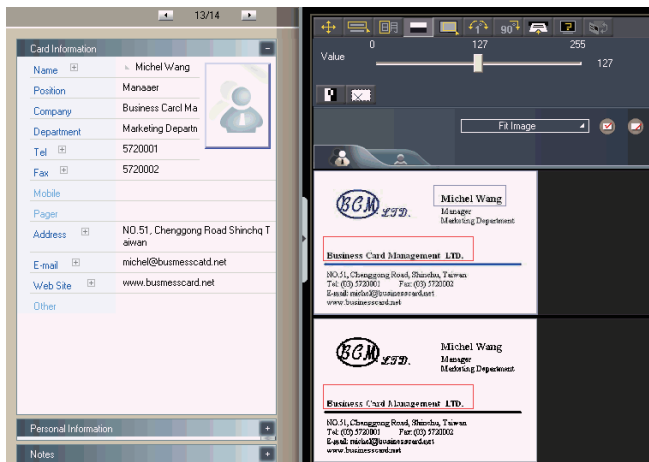 13/14
Card Information
Name Michel Wang
Position Manaaer
Company Business Carcl Ma
Department Marketing Departn
Tel 5720001
Fax 5720002
Mobile
Pager
Address NO.51, Chenggong Road Shinchq T
aiwan
E-mail michel@busmesscatd.net
Web Site www.busmesscard.net
Other
Personal Information
Notes
1°
90°
Value 0 127 255
127
Fit Image
BCM LTD.
Michel Wang
Manager
Marketing Department
Business Card Management LTD.
NO.51, Chenggong Road, Shinchu, Taiwan
Tel: (03) 5720001 Fax: (03) 5720002
E-mail: michel@businesscard.net
www.businesscard.net
BCM LTD.
Michel Wang
Manager
Marketing Department
Business Card Management LTD.
NO.51, Chenggong Road, Shinchu, Taiwan
Tel: (03) 5720001 Fax: (03) 5720002
E-mail: michel@businesscard.net
www.businesscard.net